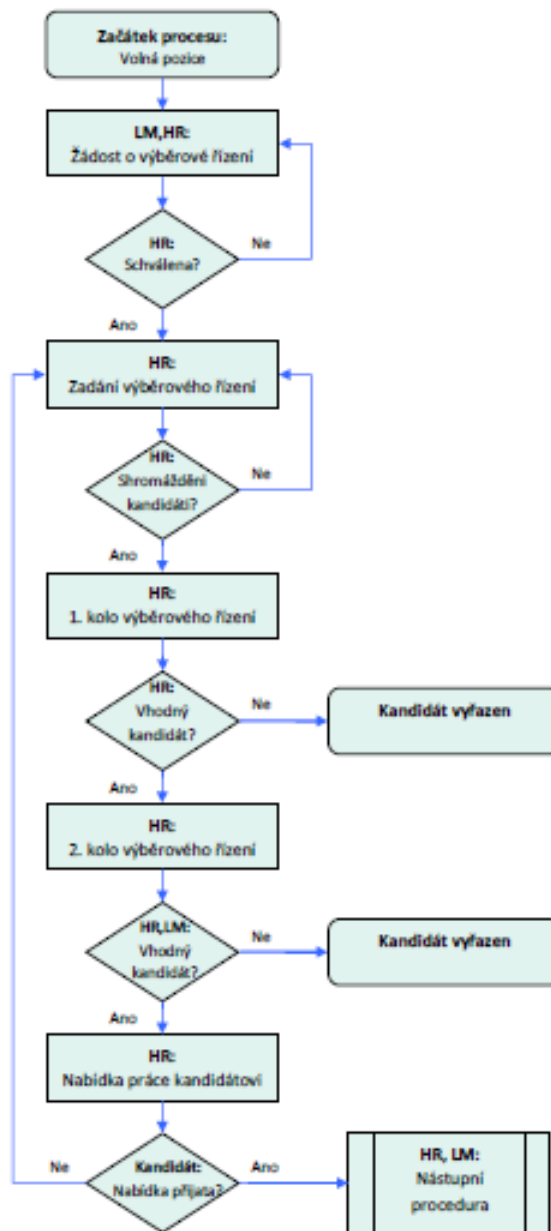 Začátek procesu:
Volná pozice
LM,HR:
Žádost o výběrové řízení
HR:
Schválena?
Ne
Ano
HR:
Zadání výběrového řízení
HR:
Shromáždění
kandidáti?
Ne
Ano
HR:
1. kolo výběrového řízení
HR:
Vhodný
kandidát?
Ne
Kandidát vyřazen
Ano
HR:
2. kolo výběrového řízení
HR,LM:
Vhodný
kandidát?
Ne
Kandidát vyřazen
Ano
HR:
Nabídka práce kandidátovi
Ne
Kandidát:
Nabídka přijata?
Ano
HR, LM:
Nástupní
procedura